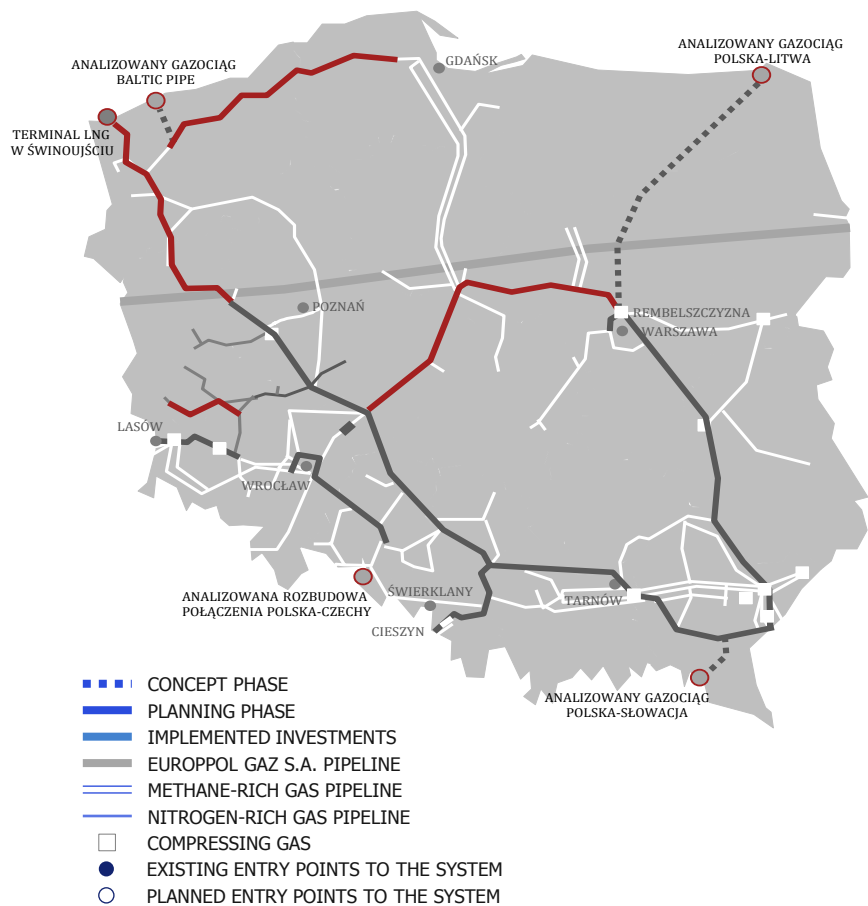 GDAŃSK
ANALIZOWANY GAZOCIĄG
POLSKA-LITWA
ANALIZOWANY GAZOCIĄG
BALTIC PIPE
TERMINAL LNG
W ŚWINOUJŚCIU
POZNAŃ
REMBELSZCZYZNA
WARSZAWA
LASÓW
WROCŁAW
ANALIZOWANA ROZBUDOWA
POŁĄCZENIA POLSKA-CZECHY
ŚWIERKLANY
TARNÓW
CIESZYN
ANALIZOWANY GAZOCIĄG
POLSKA-SŁOWACJA
CONCEPT PHASE
PLANNING PHASE
IMPLEMENTED INVESTMENTS
EUROPPOL GAZ S.A. PIPELINE
METHANE-RICH GAS PIPELINE
NITROGEN-RICH GAS PIPELINE
COMPRESSING GAS
EXISTING ENTRY POINTS TO THE SYSTEM
PLANNED ENTRY POINTS TO THE SYSTEM